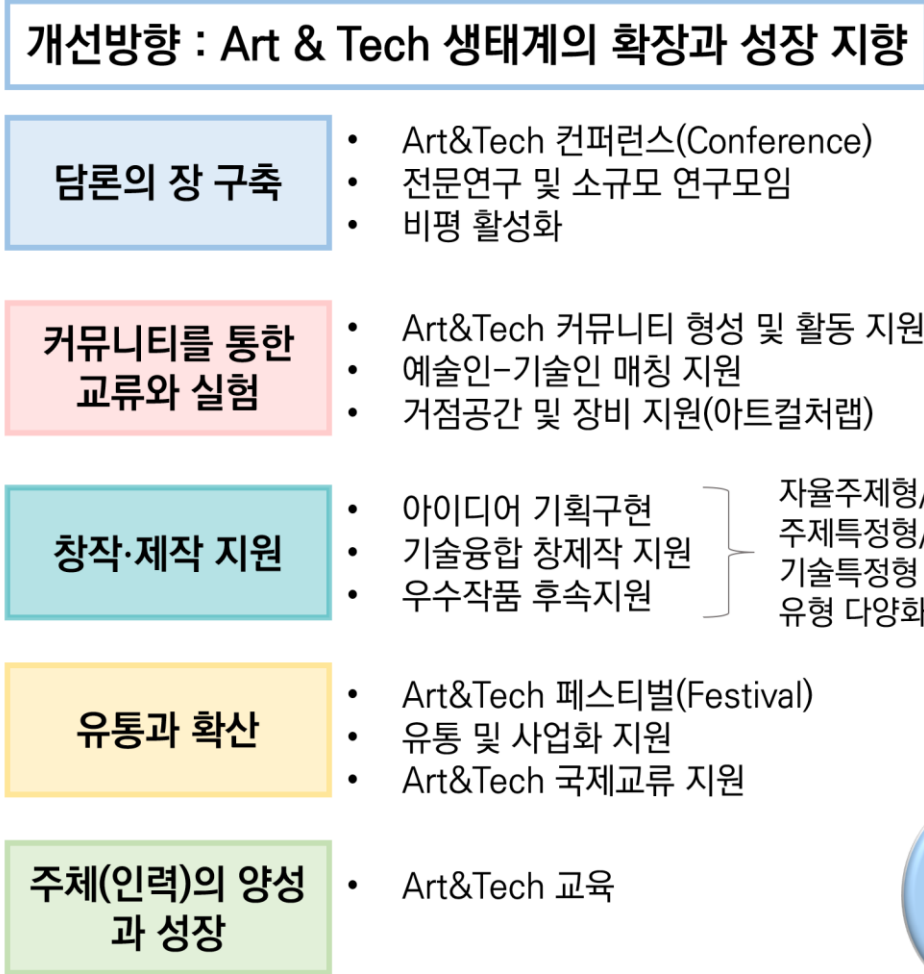 개선방향 : Art & Tech 생태계의 확장과 성장 지향
담론의 장 구축
• Art&Tech 컨퍼런스(Conference)
• 전문연구 및 소규모 연구모임
• 비평 활성화
커뮤니티를 통한
교류와 실험
• Art&Tech 커뮤니티 형성 및 활동 지원
• 예술인-기술인 매칭 지원
• 거점공간 및 장비 지원(아트컬처랩)
창작·제작 지원
• 아이디어 기획구현
• 기술융합 창제작 지원
• 우수작품 후속지원
자율주제형/
주제특정형/
기술특정형
유형 다양화
유통과 확산
• Art&Tech 페스티벌(Festival)
• 유통 및 사업화 지원
• Art&Tech 국제교류 지원
주체(인력)의 양성
과 성장
• Art&Tech 교육